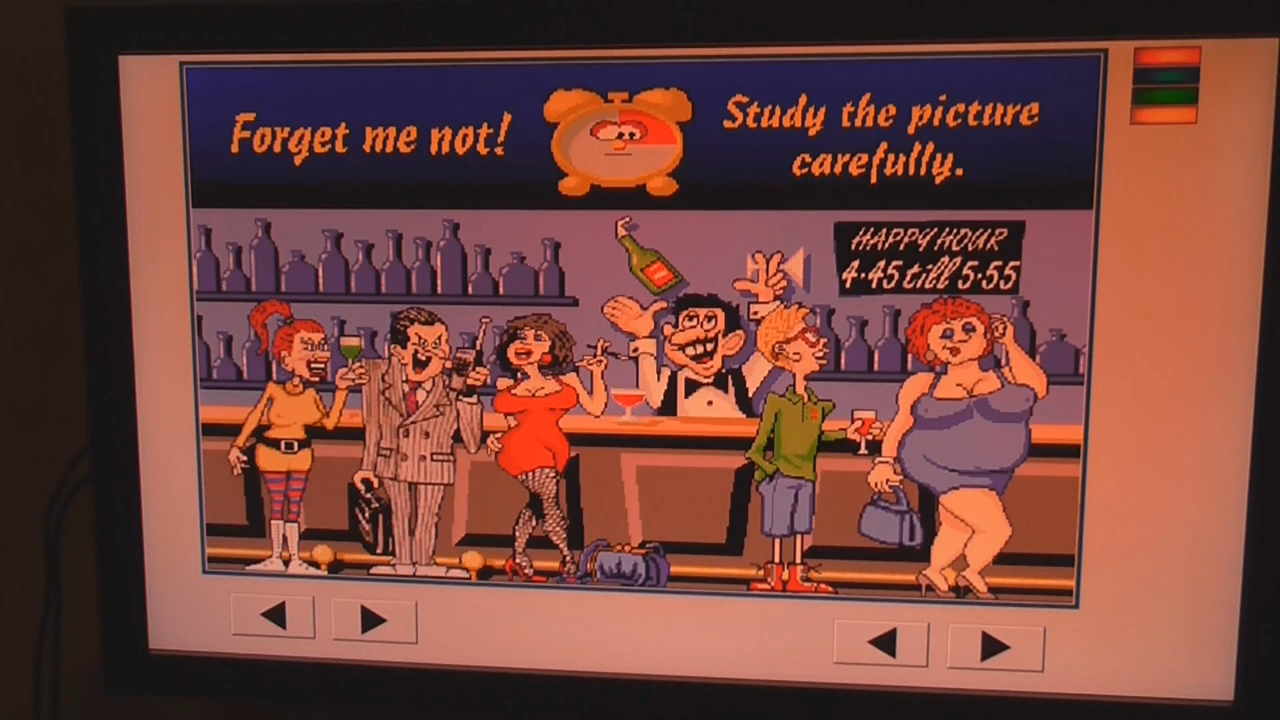 Forget me not!
Study the picture
carefully.
HAPPY HOUR
4·45 till 5·55